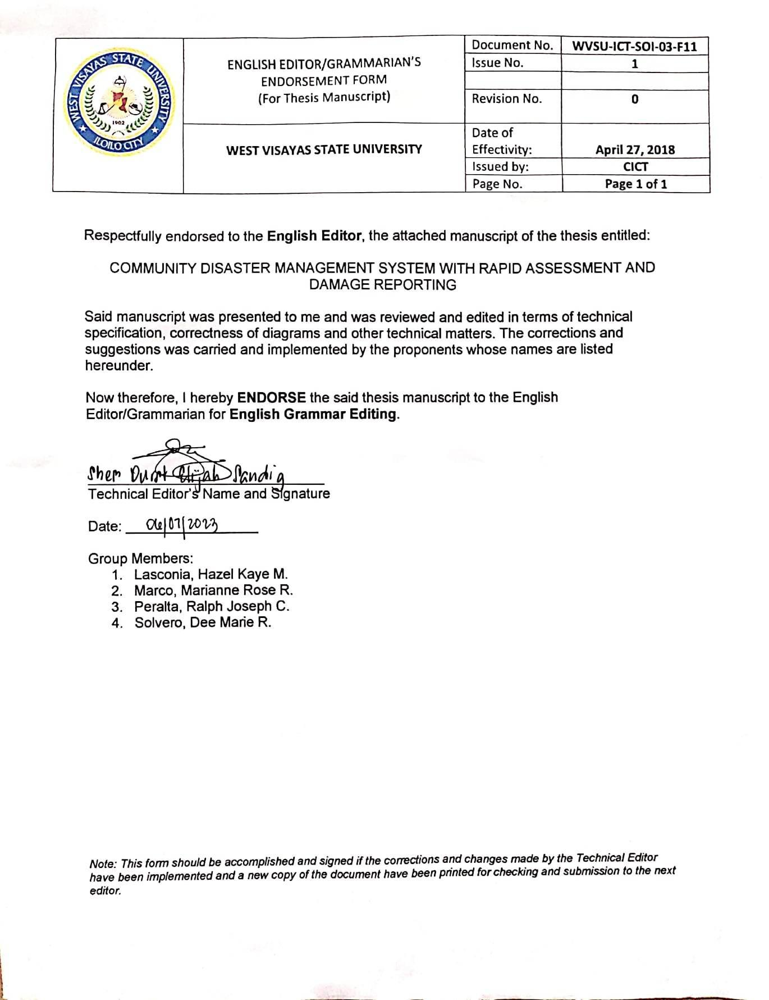 WEST VISAYAS STATE UNIVERSITY
1902
ILOILO CITY
ENGLISH EDITOR/GRAMMARIAN'S
ENDORSEMENT FORM
(For Thesis Manuscript)
WEST VISAYAS STATE UNIVERSITY
Document No. WVSU-ICT-SOI-03-F11
Issue No. 1
Revision No. 0
Date of
Effectivity: April 27, 2018
Issued by: CICT
Page No. Page 1 of 1
Respectfully endorsed to the English Editor, the attached manuscript of the thesis entitled:
COMMUNITY DISASTER MANAGEMENT SYSTEM WITH RAPID ASSESSMENT AND
DAMAGE REPORTING
Said manuscript was presented to me and was reviewed and edited in terms of technical
specification, correctness of diagrams and other technical matters. The corrections and
suggestions was carried and implemented by the proponents whose names are listed
hereunder.
Now therefore, I hereby ENDORSE the said thesis manuscript to the English
Editor/Grammarian for English Grammar Editing.
Shem Elijah Sandig
Technical Editor's Name and Signature
Date: 06/07/2023
Group Members:
1. Lasconia, Hazel Kaye M.
2. Marco, Marianne Rose R.
3. Peralta, Ralph Joseph C.
4. Solvero, Dee Marie R.
Note: This form should be accomplished and signed if the corrections and changes made by the Technical Editor
have been implemented and a new copy of the document have been printed for checking and submission to the next
editor.